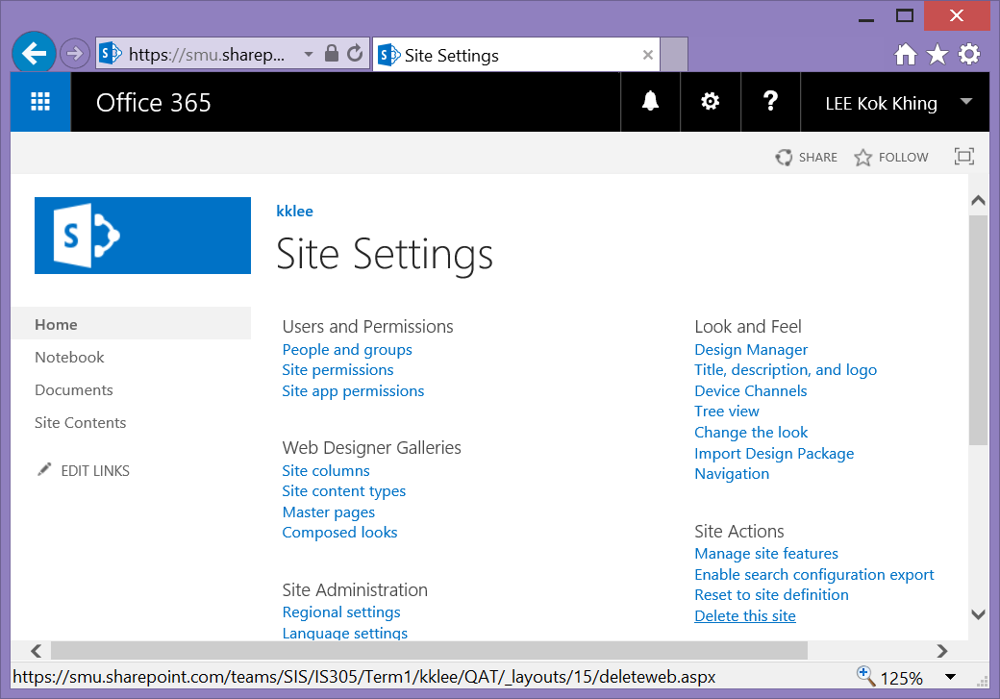 https://smu.sharep...
Site Settings
Office 365
LEE Kok Khing
SHARE
FOLLOW
S
kklee
Site Settings
Home
Notebook
Documents
Site Contents
EDIT LINKS
Users and Permissions
People and groups
Site permissions
Site app permissions
Web Designer Galleries
Site columns
Site content types
Master pages
Composed looks
Site Administration
Regional settings
Language settings
Look and Feel
Design Manager
Title, description, and logo
Device Channels
Tree view
Change the look
Import Design Package
Navigation
Site Actions
Manage site features
Enable search configuration export
Reset to site definition
Delete this site
https://smu.sharepoint.com/teams/SIS/IS305/Term1/kklee/QAT/_layouts/15/deleteweb.aspx
125%